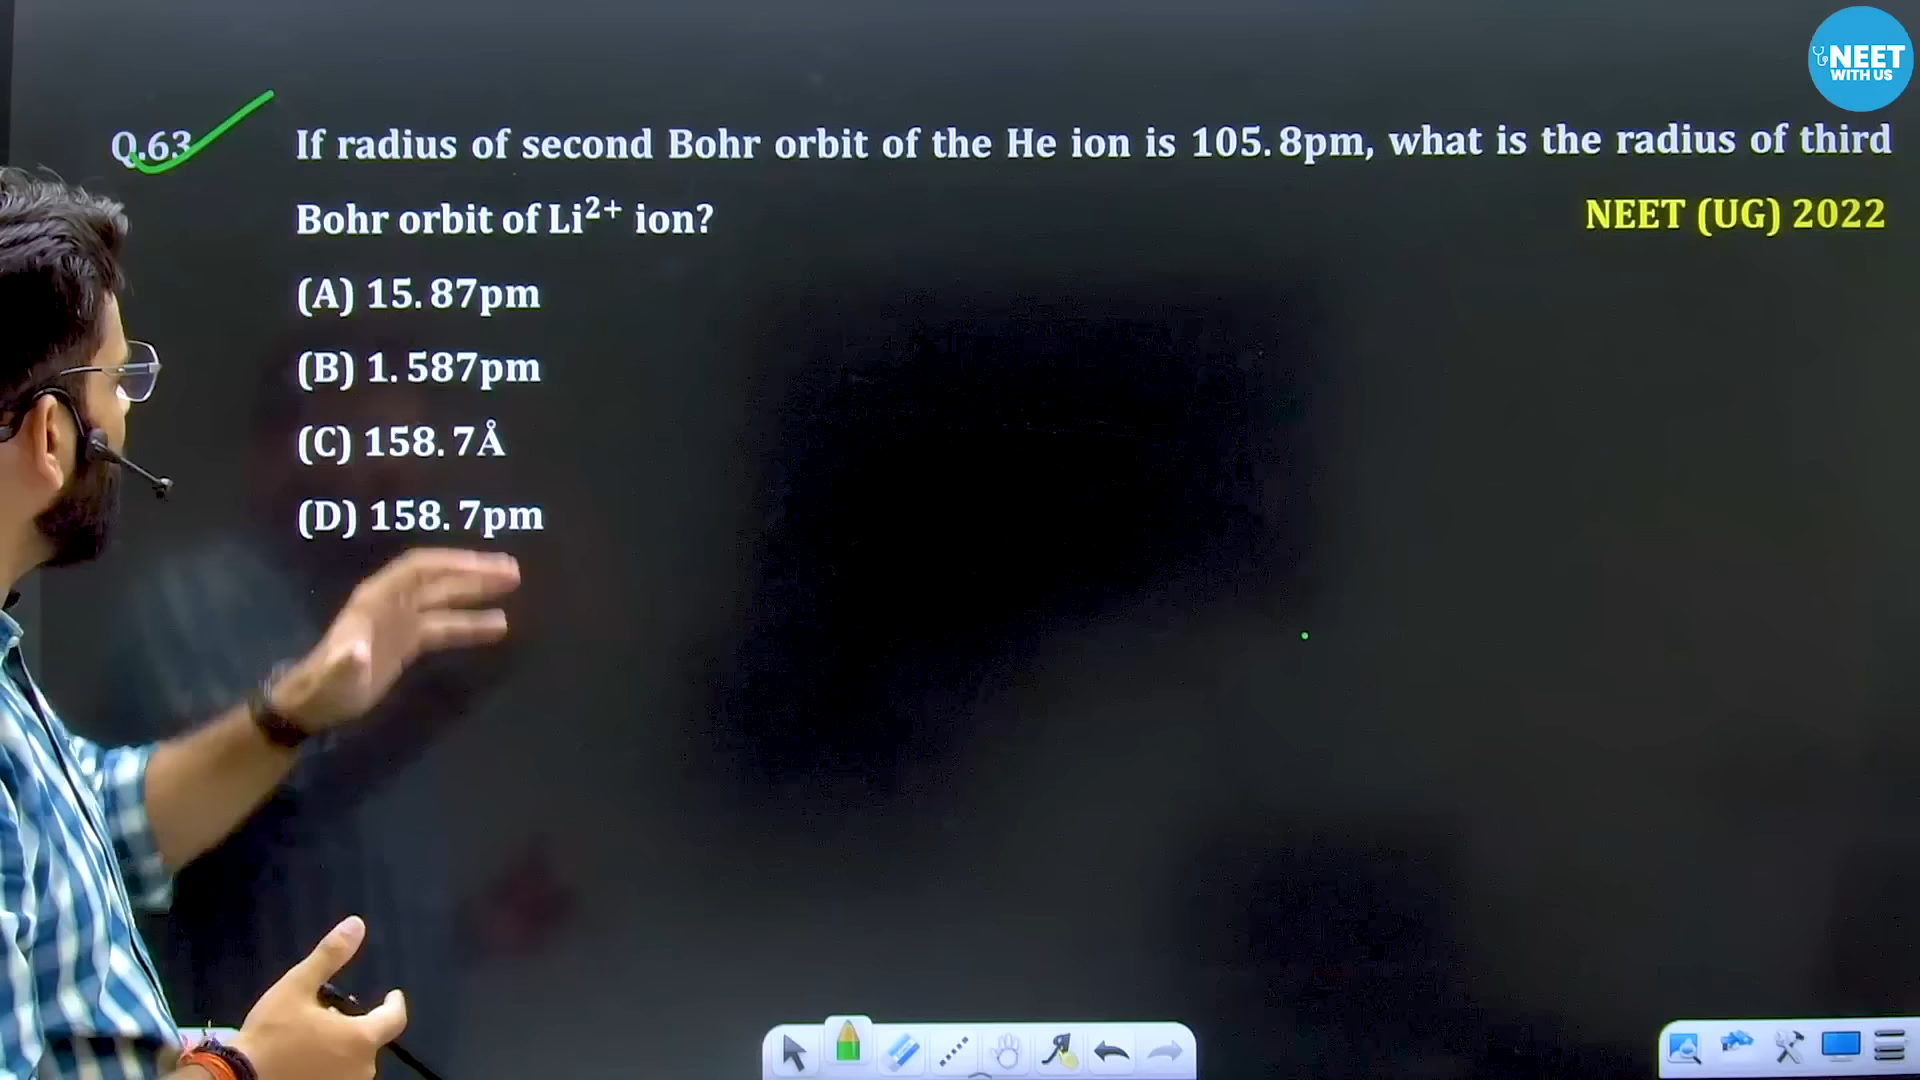 NEET
WITH US
Q.63 If radius of second Bohr orbit of the He ion is 105.8pm, what is the radius of third
Bohr orbit of Li²⁺ ion?
NEET (UG) 2022
(A) 15.87pm
(B) 1.587pm
(C) 158.7Å
(D) 158.7pm